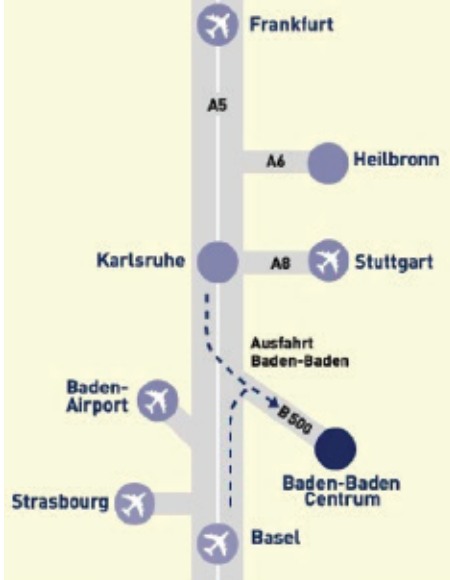 Frankfurt
A5
A6
Heilbronn
Karlsruhe
A8
Stuttgart
Ausfahrt
Baden-Baden
Baden-
Airport
B 500
Baden-Baden
Centrum
Strasbourg
Basel